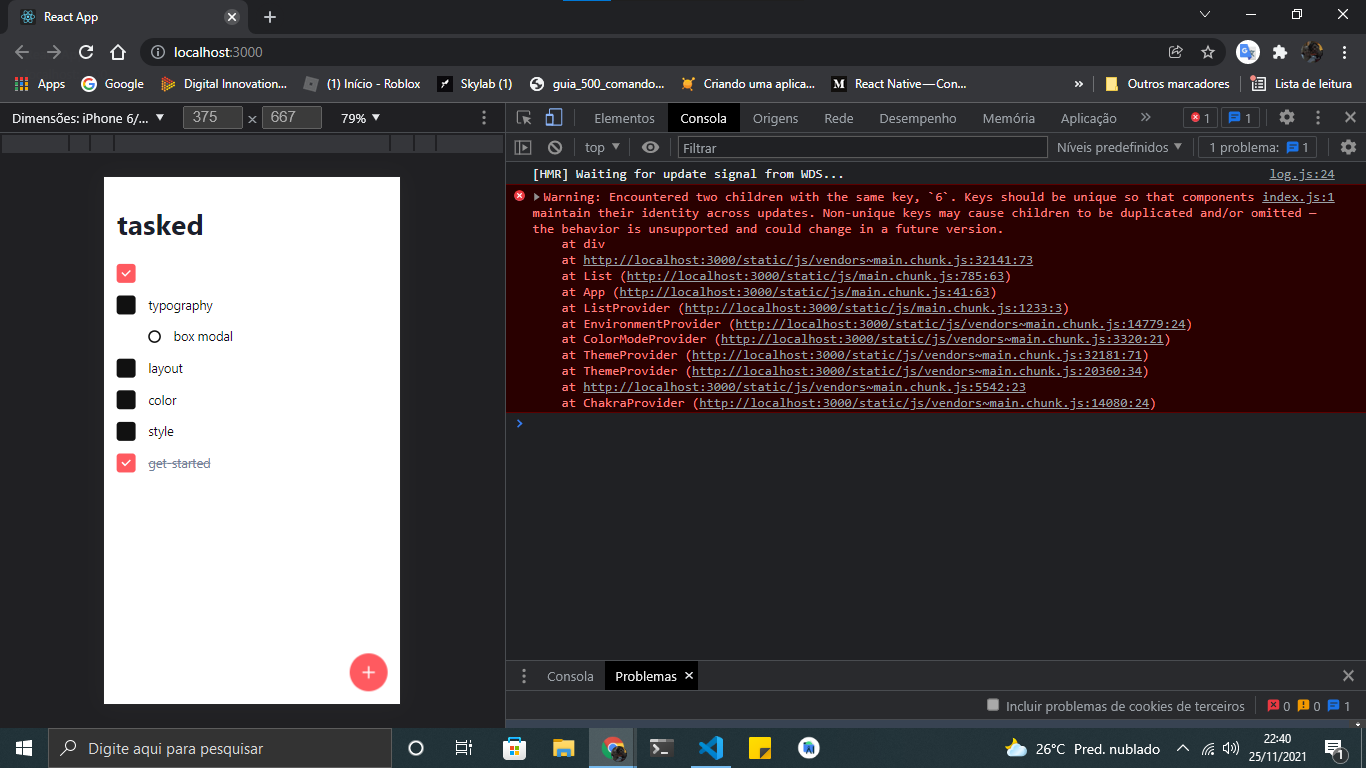 React App
localhost:3000
Apps
Google
Digital Innovation...
(1) Início - Roblox
Skylab (1)
guia_500_comando...
Criando uma aplica...
React Native—Con...
»
Outros marcadores
Lista de leitura
Dimensões: iPhone 6/... ▼
375 × 667
79% ▼
Elementos
Consola
Origens
Rede
Desempenho
Memória
Aplicação
»
1
1
top ▼
Filtrar
Níveis predefinidos ▼
1 problema: 1
[HMR] Waiting for update signal from WDS...
log.js:24
Warning: Encountered two children with the same key, `6`. Keys should be unique so that components
index.js:1
maintain their identity across updates. Non-unique keys may cause children to be duplicated and/or omitted —
the behavior is unsupported and could change in a future version.
at div
at http://localhost:3000/static/js/vendors~main.chunk.js:32141:73
at List (http://localhost:3000/static/js/main.chunk.js:785:63)
at App (http://localhost:3000/static/js/main.chunk.js:41:63)
at ListProvider (http://localhost:3000/static/js/main.chunk.js:1233:3)
at EnvironmentProvider (http://localhost:3000/static/js/vendors~main.chunk.js:14779:24)
at ColorModeProvider (http://localhost:3000/static/js/vendors~main.chunk.js:3320:21)
at ThemeProvider (http://localhost:3000/static/js/vendors~main.chunk.js:32181:71)
at ThemeProvider (http://localhost:3000/static/js/vendors~main.chunk.js:20360:34)
at http://localhost:3000/static/js/vendors~main.chunk.js:5542:23
at ChakraProvider (http://localhost:3000/static/js/vendors~main.chunk.js:14080:24)
tasked
typography
box modal
layout
color
style
get-started
Consola
Problemas
Incluir problemas de cookies de terceiros
0
0
1
Digite aqui para pesquisar
26°C Pred. nublado
22:40
25/11/2021
1